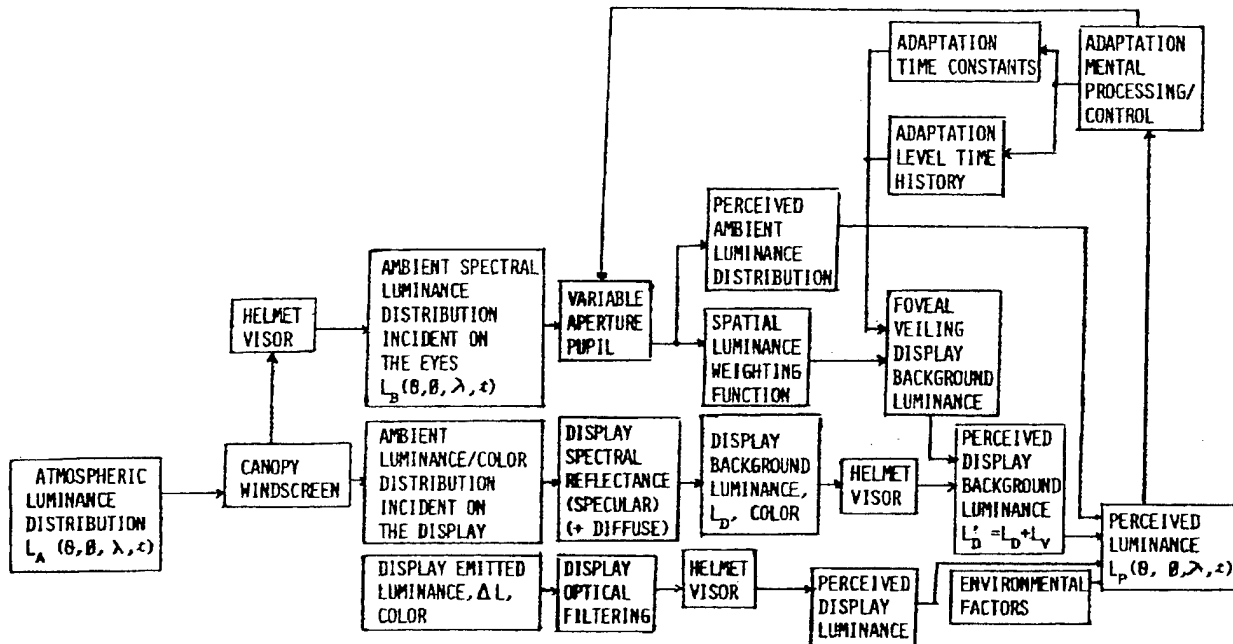 ADAPTATION
TIME CONSTANTS
ADAPTATION
MENTAL
PROCESSING/
CONTROL
ADAPTATION
LEVEL TIME
HISTORY
PERCEIVED
AMBIENT
LUMINANCE
DISTRIBUTION
HELMET
VISOR
AMBIENT SPECTRAL
LUMINANCE
DISTRIBUTION
INCIDENT ON
THE EYES
L_B (θ,Ø,λ,t)
VARIABLE
APERTURE
PUPIL
SPATIAL
LUMINANCE
WEIGHTING
FUNCTION
FOVEAL
VEILING
DISPLAY
BACKGROUND
LUMINANCE
ATMOSPHERIC
LUMINANCE
DISTRIBUTION
L_A (θ,Ø,λ,t)
CANOPY
WINDSCREEN
AMBIENT
LUMINANCE/COLOR
DISTRIBUTION
INCIDENT ON
THE DISPLAY
DISPLAY
SPECTRAL
REFLECTANCE
(SPECULAR)
(+ DIFFUSE)
DISPLAY
BACKGROUND
LUMINANCE,
L_D, COLOR
HELMET
VISOR
PERCEIVED
DISPLAY
BACKGROUND
LUMINANCE
L'_D =L_D+L_V
PERCEIVED
LUMINANCE
L_P(θ, Ø,λ,t)
DISPLAY EMITTED
LUMINANCE, ΔL,
COLOR
DISPLAY
OPTICAL
FILTERING
HELMET
VISOR
PERCEIVED
DISPLAY
LUMINANCE
ENVIRONMENTAL
FACTORS